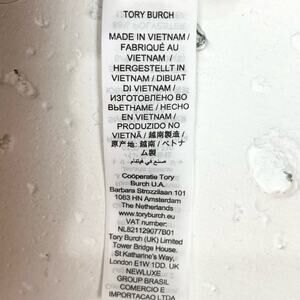 TORY BURCH
MADE IN VIETNAM /
FABRIQUÉ AU
VIETNAM /
HERGESTELLT IN
VIETNAM / DIBUAT
DI VIETNAM /
ИЗГОТОВЛЕНО ВО
ВЬЕТНАМЕ / HECHO
EN VIETNAM /
PRODUZIDO NO
VIETNÃ / 越南製造 /
原产地: 越南 / ベトナ
ム製 /
صنع في فيتنام
Coöperatie Tory
Burch U.A.
Barbara Strozzilaan 101
1083 HN Amsterdam
The Netherlands
www.toryburch.eu
VAT number:
NL821129077B01
Tory Burch (UK) Limited
Tower Bridge House,
St Katharine's Way,
London E1W 1DD, UK
NEWLUXE
GROUP BRASIL
COMERCIO E
IMPORTACAO LTDA